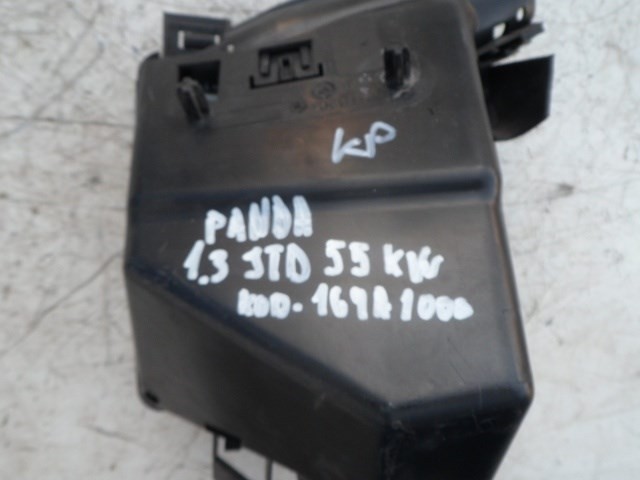 KP
PANDA
1.3 JTD 55 KW
KOD-169A1000